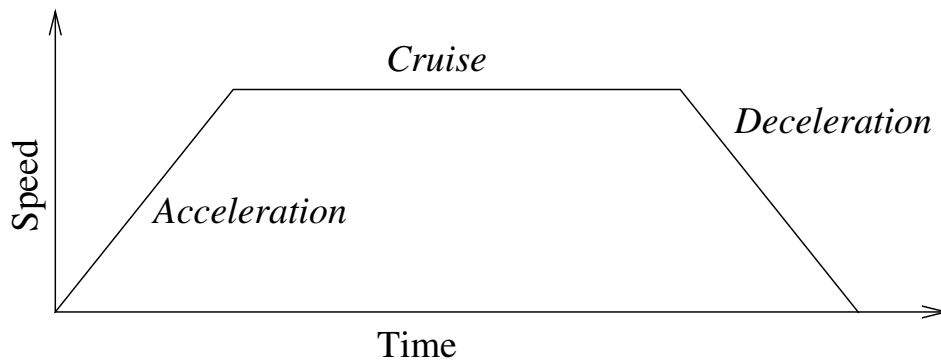 Cruise
Deceleration
Acceleration
Speed
Time